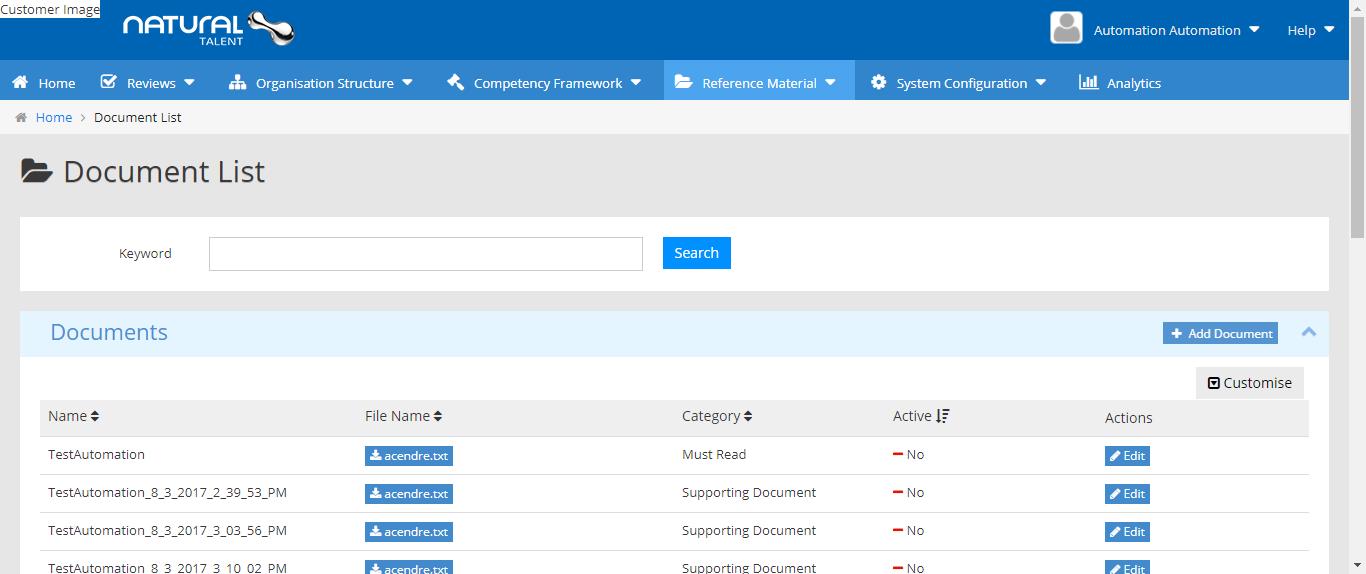 Customer Image
NATURAL
TALENT
Automation Automation
Help
Home
Reviews
Organisation Structure
Competency Framework
Reference Material
System Configuration
Analytics
Home > Document List
Document List
Keyword
Search
Documents
+ Add Document
Customise
Name File Name Category Active Actions
TestAutomation acendre.txt Must Read No Edit
TestAutomation_8_3_2017_2_39_53_PM acendre.txt Supporting Document No Edit
TestAutomation_8_3_2017_3_03_56_PM acendre.txt Supporting Document No Edit
TestAutomation_8_3_2017_3_10_02_PM acendre.txt Supporting Document No Edit